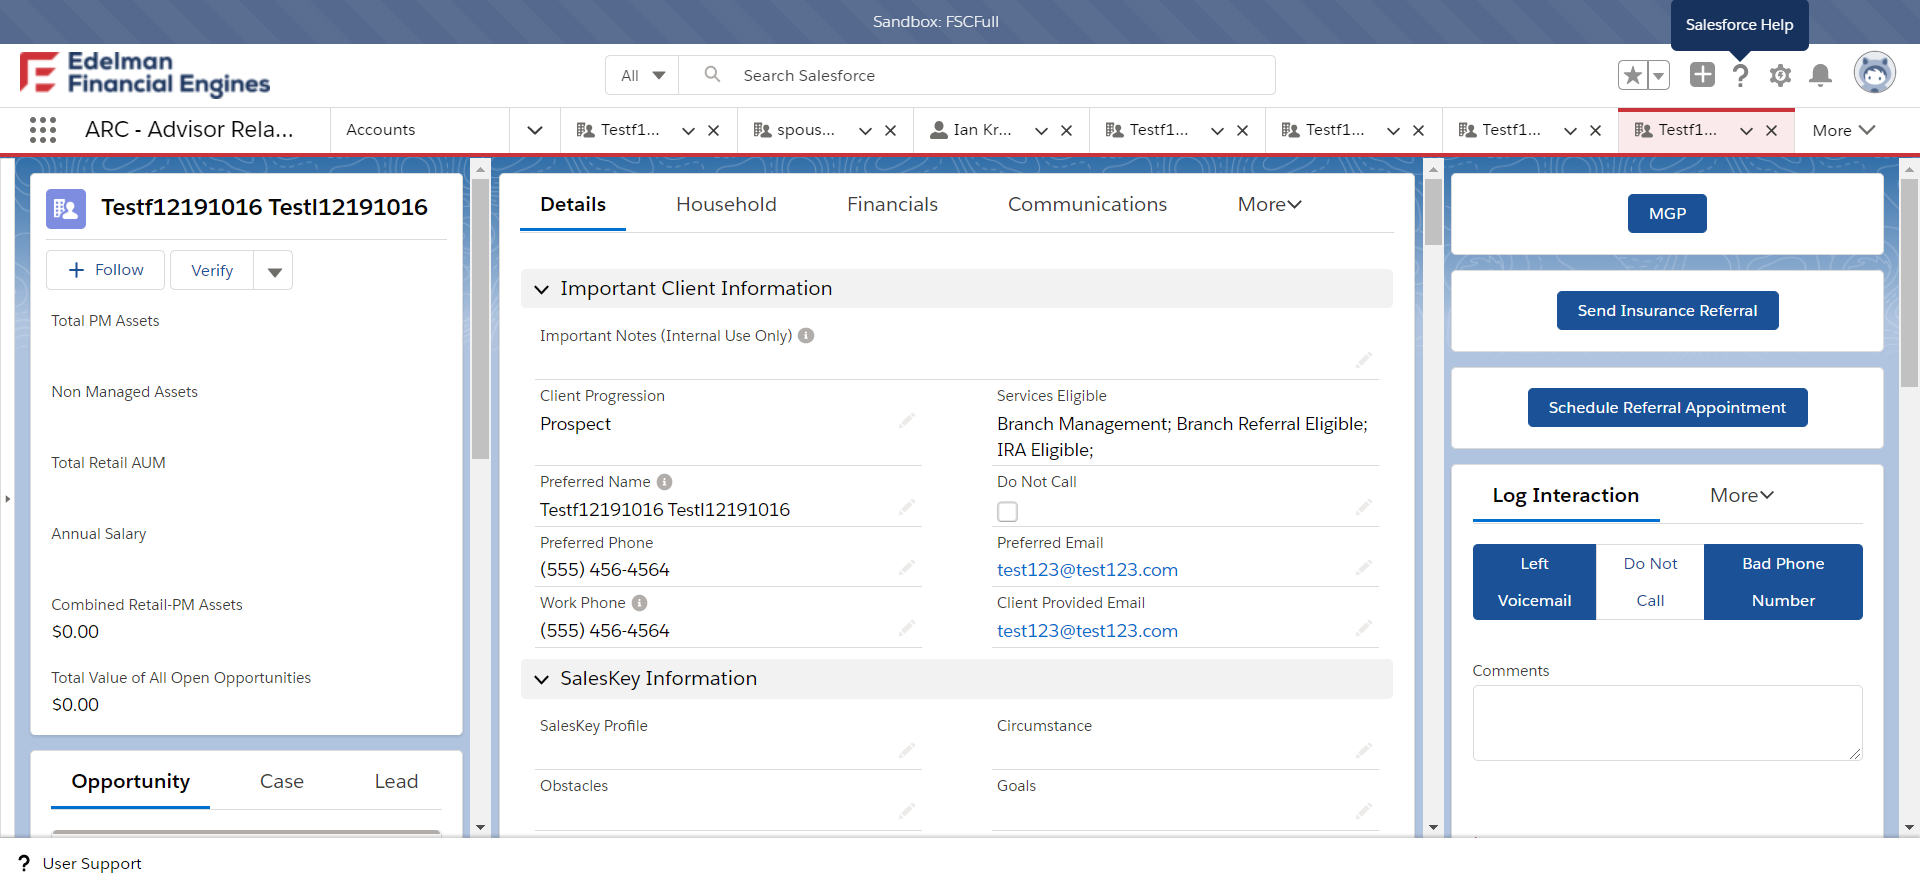 Sandbox: FSCFull
Salesforce Help
Edelman
Financial Engines
All
Search Salesforce
?
ARC - Advisor Rela...
Accounts
Testf1...
spous...
Ian Kr...
Testf1...
Testf1...
Testf1...
Testf1...
More
Testf12191016 Testl12191016
Follow
Verify
Total PM Assets
Non Managed Assets
Total Retail AUM
Annual Salary
Combined Retail-PM Assets
$0.00
Total Value of All Open Opportunities
$0.00
Opportunity
Case
Lead
Details
Household
Financials
Communications
More
Important Client Information
Important Notes (Internal Use Only)
Client Progression
Prospect
Services Eligible
Branch Management; Branch Referral Eligible;
IRA Eligible;
Preferred Name
Testf12191016 Testl12191016
Do Not Call
Preferred Phone
(555) 456-4564
Preferred Email
test123@test123.com
Work Phone
(555) 456-4564
Client Provided Email
test123@test123.com
SalesKey Information
SalesKey Profile
Circumstance
Obstacles
Goals
MGP
Send Insurance Referral
Schedule Referral Appointment
Log Interaction
More
Left
Voicemail
Do Not
Call
Bad Phone
Number
Comments
? User Support